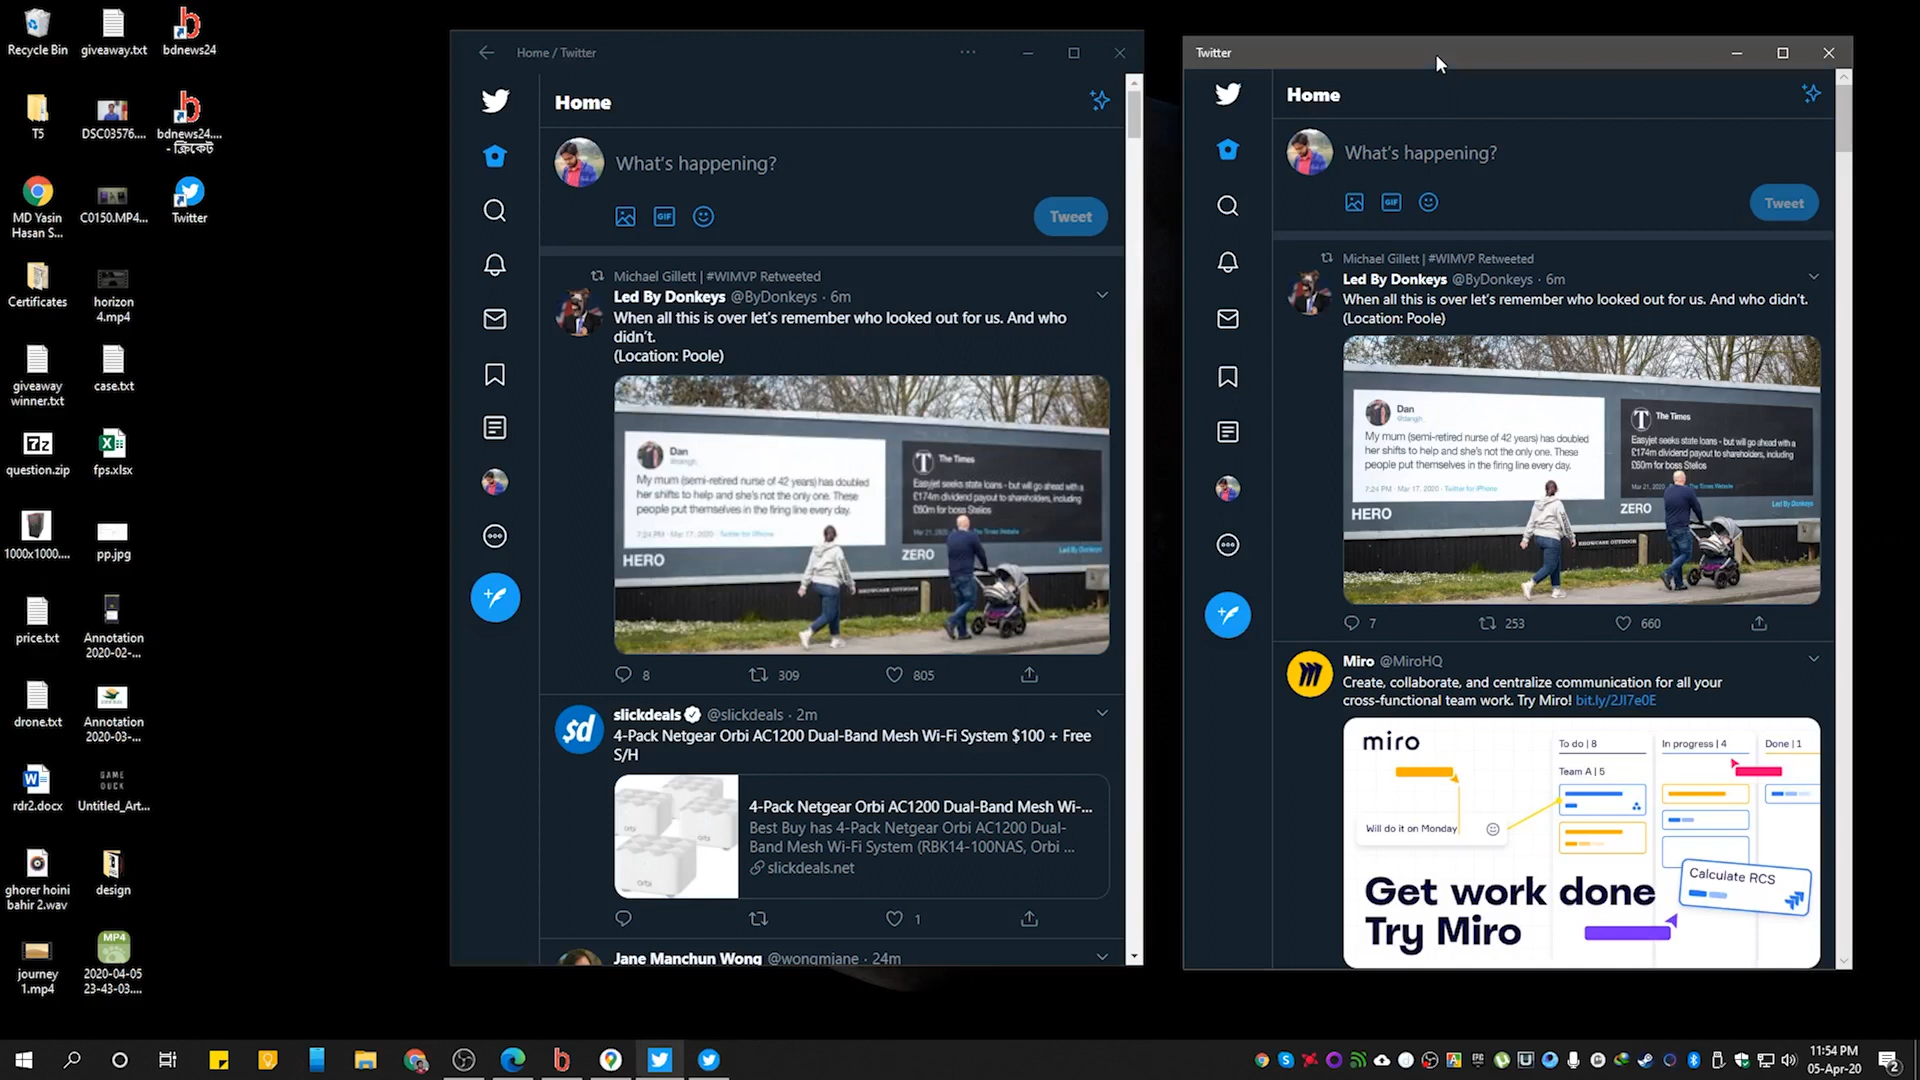 Recycle Bin
giveaway.txt
bdnews24
T5
DSC03576....
bdnews24....
- ক্রিকেট
MD Yasin
Hasan S...
C0150.MP4...
Twitter
Certificates
horizon
4.mp4
giveaway
winner.txt
case.txt
question.zip
fps.xlsx
1000x1000....
pp.jpg
price.txt
Annotation
2020-02-...
drone.txt
Annotation
2020-03-...
rdr2.docx
GAME
DUCK
Untitled_Art...
ghorer hoini
bahir 2.wav
design
journey
1.mp4
MP4
2020-04-05
23-43-03....
Home / Twitter
Home
What's happening?
GIF
Tweet
Michael Gillett | #WIMVP Retweeted
Led By Donkeys @ByDonkeys · 6m
When all this is over let's remember who looked out for us. And who
didn't.
(Location: Poole)
Dan
My mum (semi-retired nurse of 42 years) has doubled
her shifts to help and she's not the only one. These
people put themselves in the firing line every day.
7:24 PM · Mar 17, 2020 · Twitter for iPhone
HERO
T The Times
Easyjet seeks state loans - but will go ahead with a
£174m dividend payout to shareholders, including
£60m for boss Stelios
Mar 21, 2020 · The Times Website
Led By Donkeys
ZERO
SHOWCASE OUTDOOR
8 309 805
$d
slickdeals @slickdeals · 2m
4-Pack Netgear Orbi AC1200 Dual-Band Mesh Wi-Fi System $100 + Free
S/H
orbi
orbi
4-Pack Netgear Orbi AC1200 Dual-Band Mesh Wi-...
Best Buy has 4-Pack Netgear Orbi AC1200 Dual-
Band Mesh Wi-Fi System (RBK14-100NAS, Orbi ...
slickdeals.net
1
Jane Manchun Wong @wongmjane · 24m
Twitter
Home
What's happening?
GIF
Tweet
Michael Gillett | #WIMVP Retweeted
Led By Donkeys @ByDonkeys · 6m
When all this is over let's remember who looked out for us. And who didn't.
(Location: Poole)
Dan
My mum (semi-retired nurse of 42 years) has doubled
her shifts to help and she's not the only one. These
people put themselves in the firing line every day.
7:24 PM · Mar 17, 2020 · Twitter for iPhone
HERO
T The Times
Easyjet seeks state loans - but will go ahead with a
£174m dividend payout to shareholders, including
£60m for boss Stelios
Mar 21, 2020 · The Times Website
Led By Donkeys
ZERO
SHOWCASE OUTDOOR
7 253 660
Miro @MiroHQ
Create, collaborate, and centralize communication for all your
cross-functional team work. Try Miro! bit.ly/2JI7e0E
miro
To do | 8
In progress | 4
Done | 1
Team A | 5
Will do it on Monday
Calculate RCS
Get work done
Try Miro
11:54 PM
05-Apr-20
2